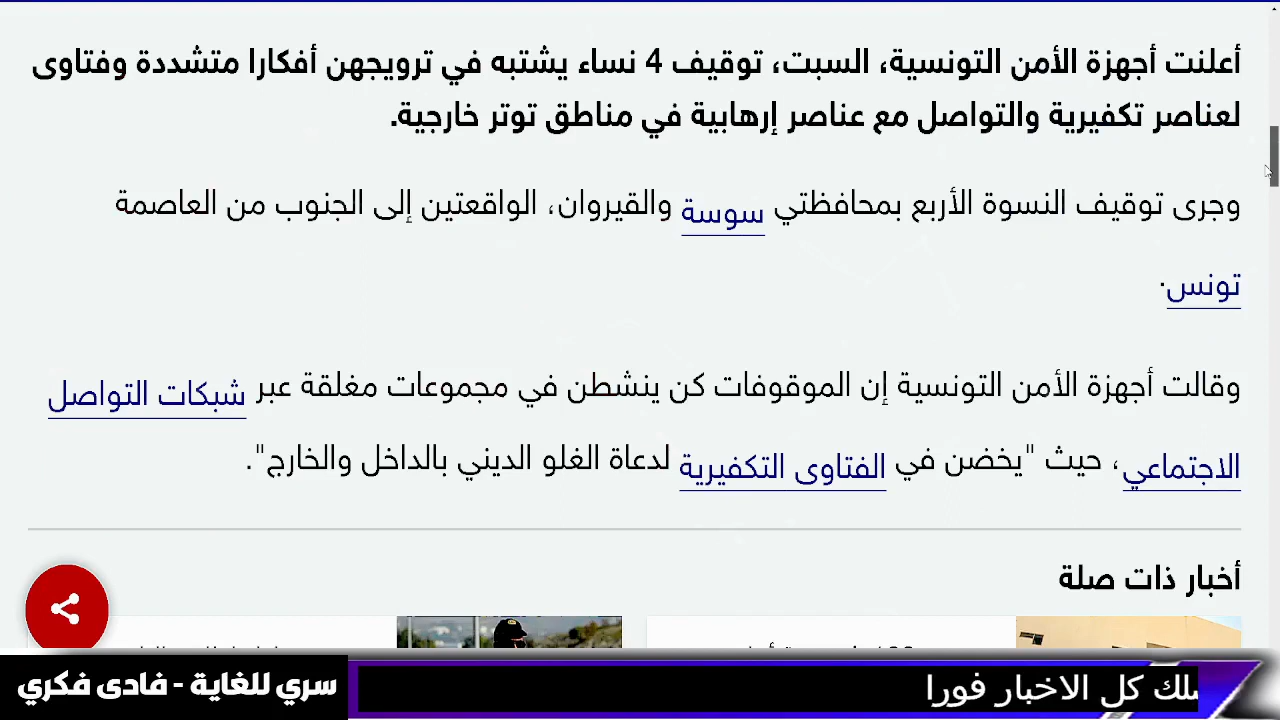 أعلنت أجهزة الأمن التونسية، السبت، توقيف 4 نساء يشتبه في ترويجهن أفكارا متشددة وفتاوى
لعناصر تكفيرية والتواصل مع عناصر إرهابية في مناطق توتر خارجية.
وجرى توقيف النسوة الأربع بمحافظتي سوسة والقيروان، الواقعتين إلى الجنوب من العاصمة
تونس.
وقالت أجهزة الأمن التونسية إن الموقوفات كن ينشطن في مجموعات مغلقة عبر شبكات التواصل
الاجتماعي، حيث "يخضن في الفتاوى التكفيرية لدعاة الغلو الديني بالداخل والخارج".
أخبار ذات صلة
كل الاخبار فورا
سري للغاية - فادى فكري